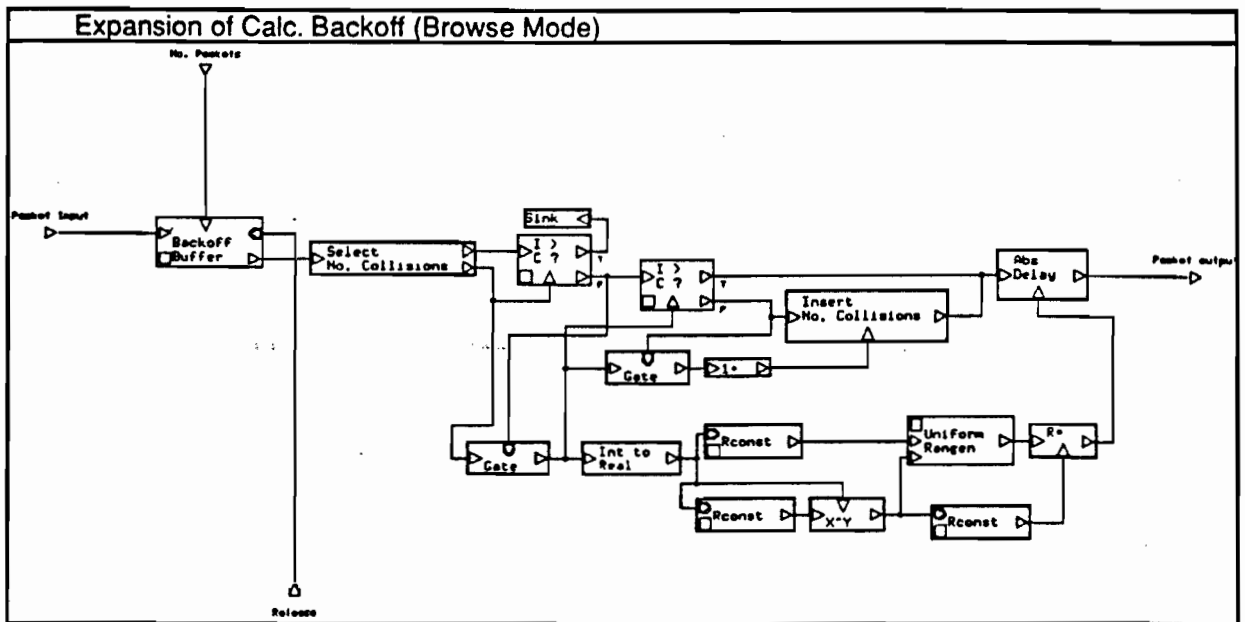 Expansion of Calc. Backoff (Browse Mode)
No. Packets
Packet Input
Backoff
Buffer
Select
No. Collisions
Sink
I >
C ?
T
F
I >
C ?
T
F
Insert
No. Collisions
Abs
Delay
Packet output
Gate
1+
Gate
Int to
Real
Rconst
Uniform
Rangen
R*
Rconst
X^Y
Rconst
Release